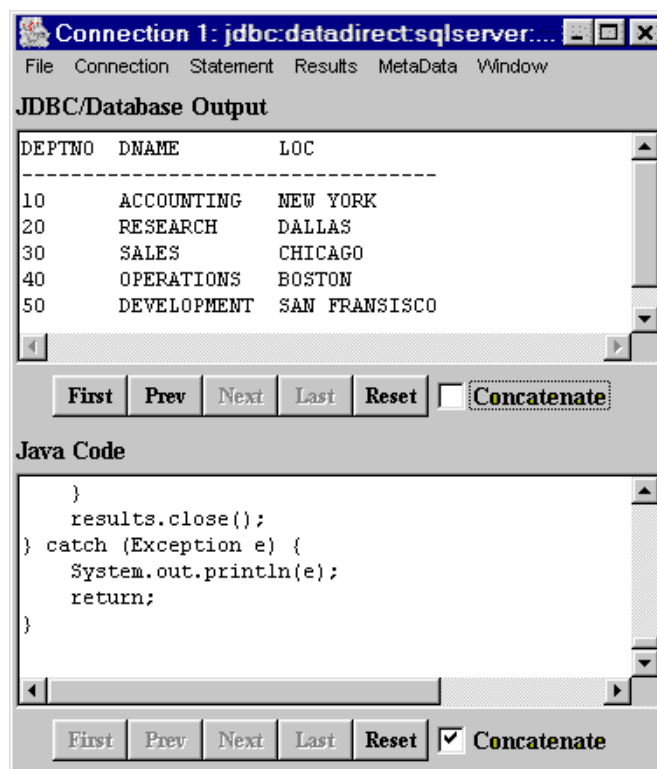 Connection 1: jdbc:datadirect:sqlserver:...
File Connection Statement Results MetaData Window
JDBC/Database Output
DEPTNO DNAME LOC
----------------------------------
10 ACCOUNTING NEW YORK
20 RESEARCH DALLAS
30 SALES CHICAGO
40 OPERATIONS BOSTON
50 DEVELOPMENT SAN FRANSISCO
First Prev Next Last Reset Concatenate
Java Code
}
results.close();
} catch (Exception e) {
System.out.println(e);
return;
}
First Prev Next Last Reset Concatenate